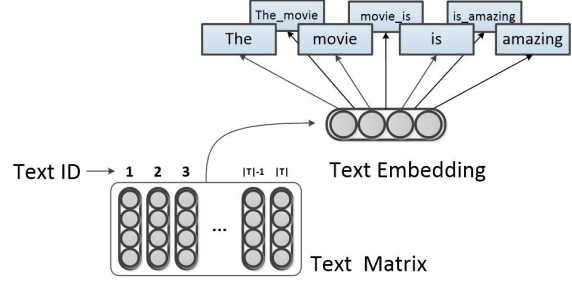 The_movie movie_is is_amazing
The movie is amazing
Text Embedding
Text ID 1 2 3 |T|-1 |T|
...
Text Matrix